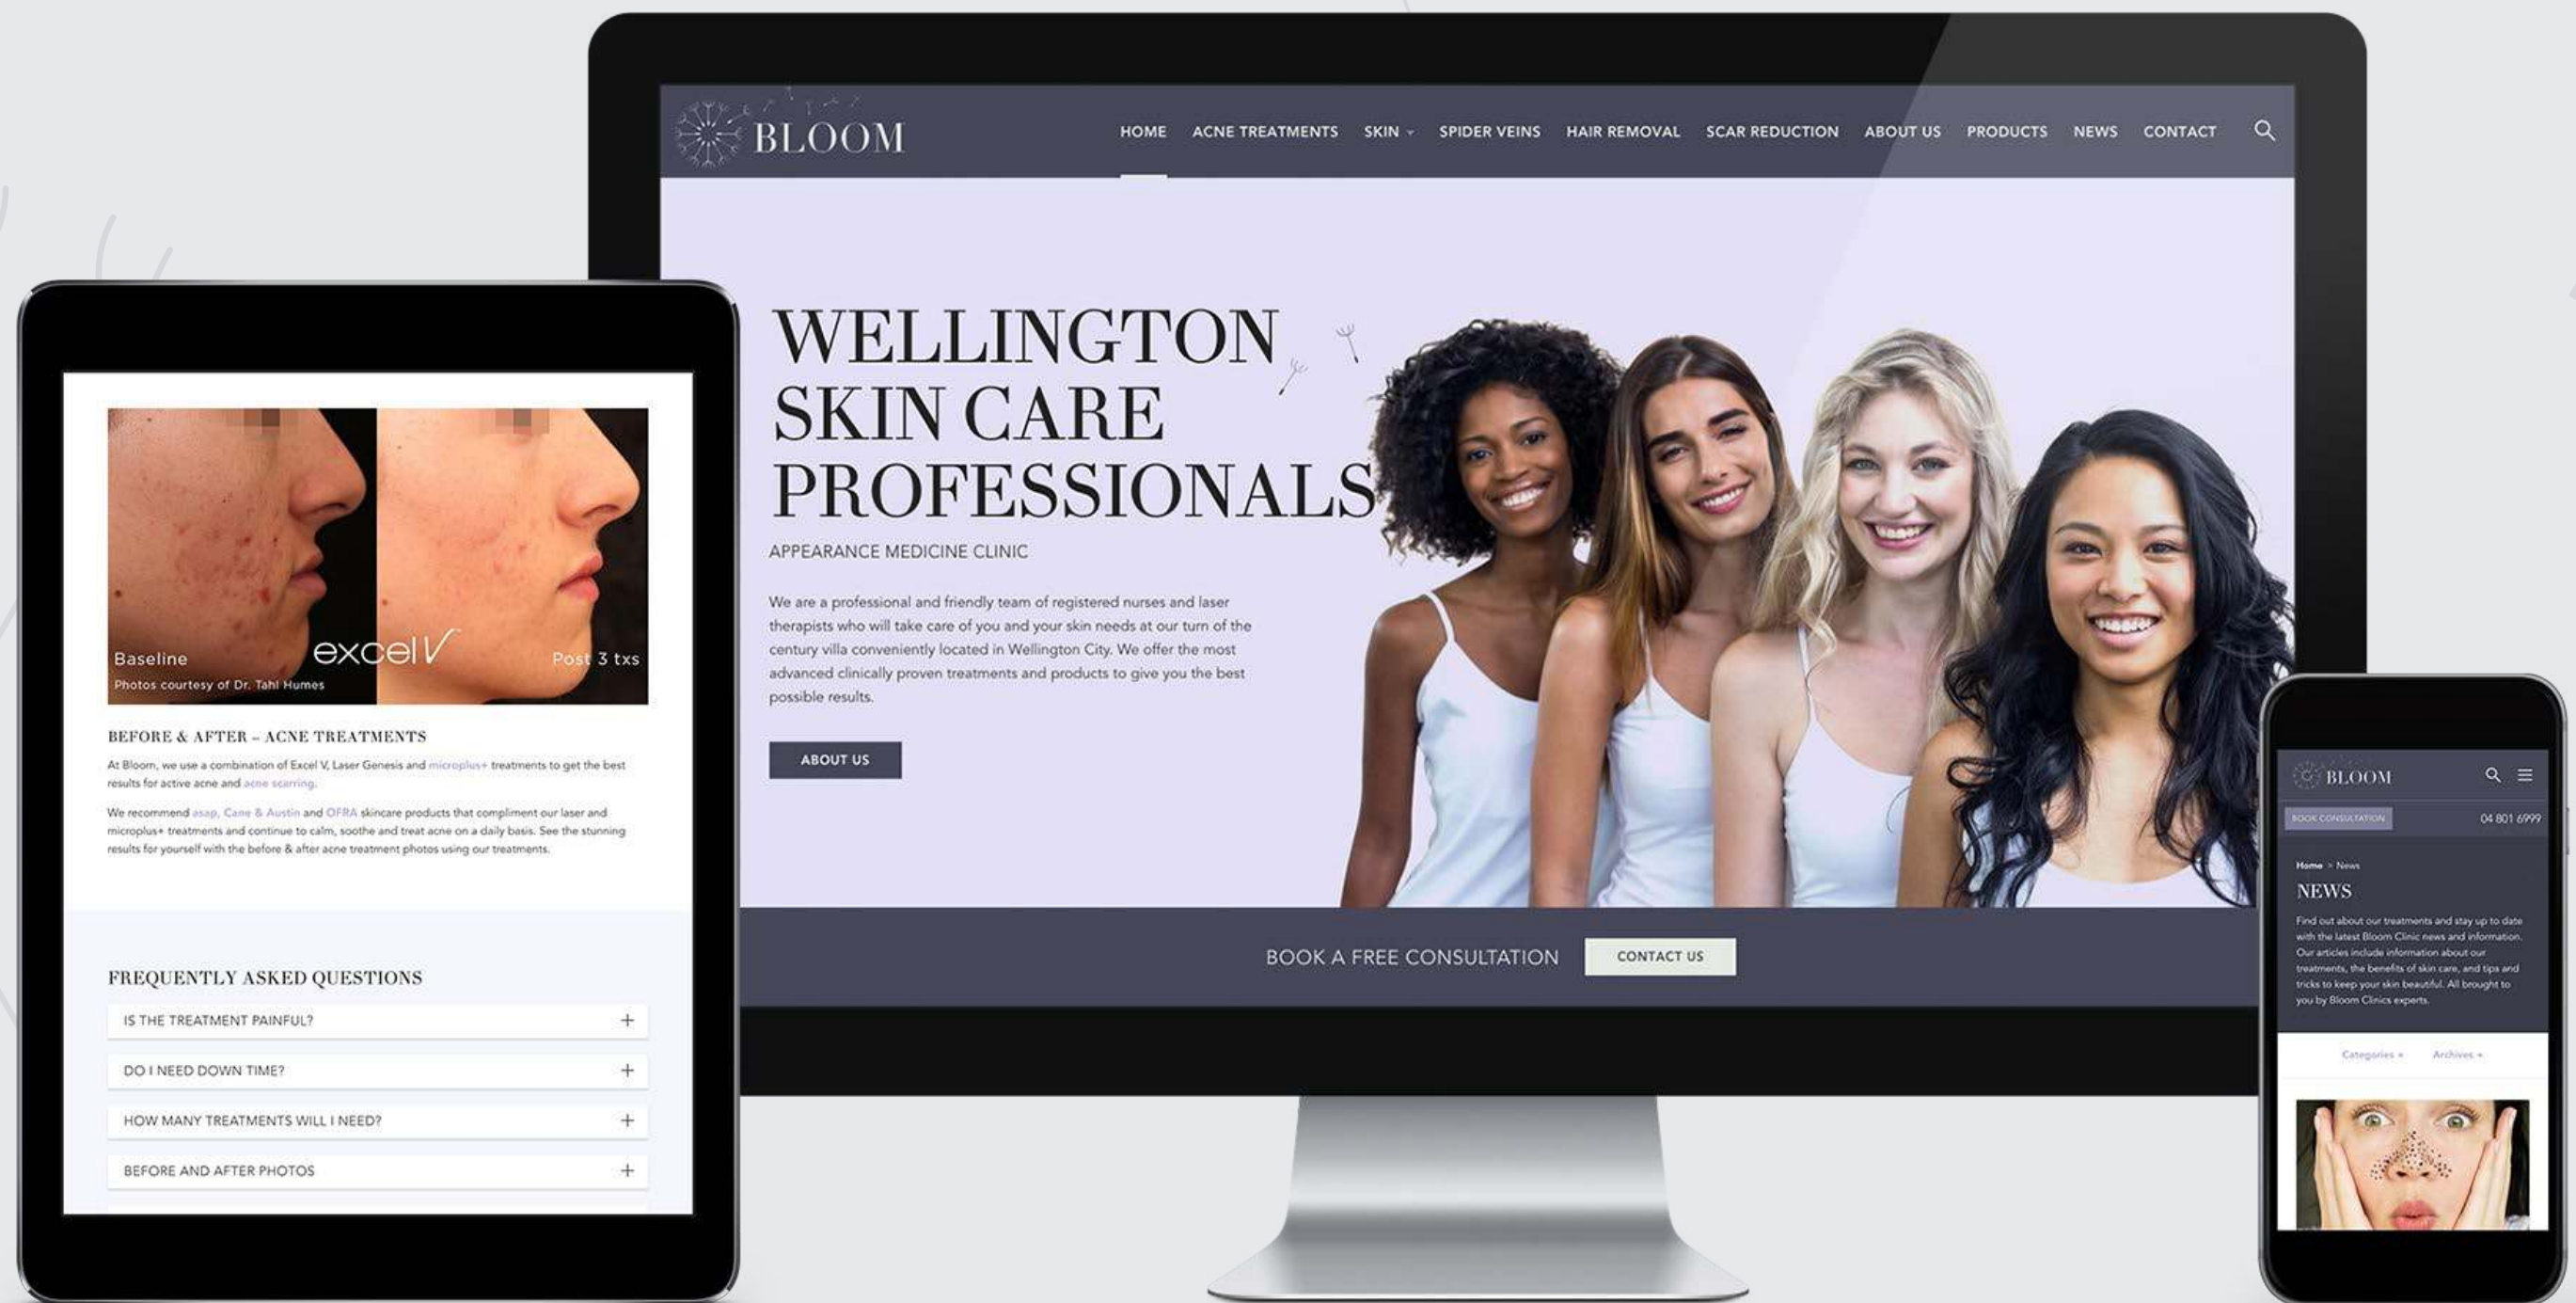 BLOOM
HOME ACNE TREATMENTS SKIN SPIDER VEINS HAIR REMOVAL SCAR REDUCTION ABOUT US PRODUCTS NEWS CONTACT
WELLINGTON
SKIN CARE
PROFESSIONALS
APPEARANCE MEDICINE CLINIC
We are a professional and friendly team of registered nurses and laser
therapists who will take care of you and your skin needs at our turn of the
century villa conveniently located in Wellington City. We offer the most
advanced clinically proven treatments and products to give you the best
possible results.
ABOUT US
BOOK A FREE CONSULTATION
CONTACT US
Baseline
excel V™
Post 3 txs
Photos courtesy of Dr. Tahl Humes
BEFORE & AFTER – ACNE TREATMENTS
At Bloom, we use a combination of Excel V, Laser Genesis and microplus+ treatments to get the best
results for active acne and acne scarring.
We recommend asap, Cane & Austin and OFRA skincare products that compliment our laser and
microplus+ treatments and continue to calm, soothe and treat acne on a daily basis. See the stunning
results for yourself with the before & after acne treatment photos using our treatments.
FREQUENTLY ASKED QUESTIONS
IS THE TREATMENT PAINFUL? +
DO I NEED DOWN TIME? +
HOW MANY TREATMENTS WILL I NEED? +
BEFORE AND AFTER PHOTOS +
BLOOM
BOOK CONSULTATION
04 801 6999
Home > News
NEWS
Find out about our treatments and stay up to date
with the latest Bloom Clinic news and information.
Our articles include information about our
treatments, the benefits of skin care, and tips and
tricks to keep your skin beautiful. All brought to
you by Bloom Clinics experts.
Categories + Archives +